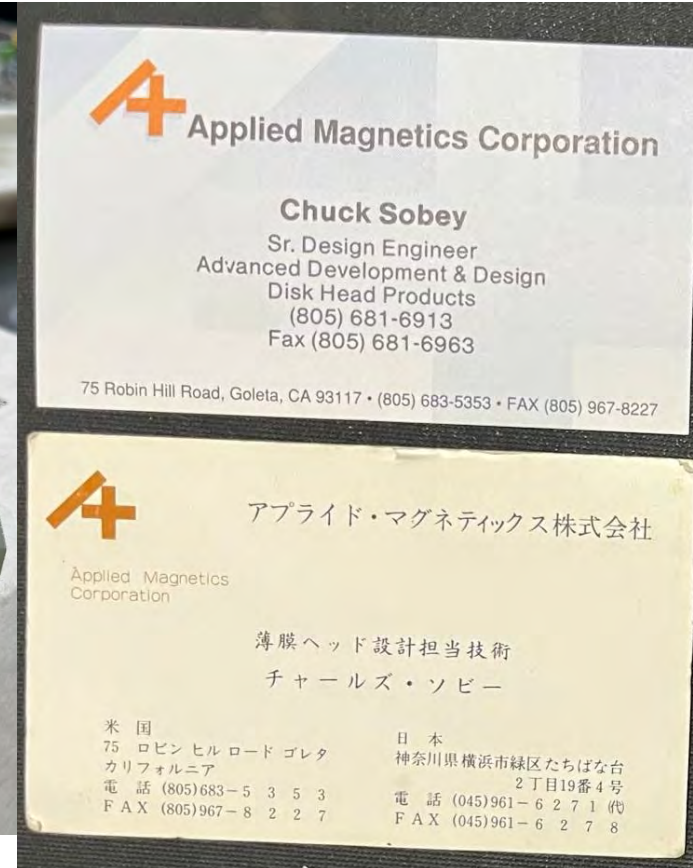 Applied Magnetics Corporation
Chuck Sobey
Sr. Design Engineer
Advanced Development & Design
Disk Head Products
(805) 681-6913
Fax (805) 681-6963
75 Robin Hill Road, Goleta, CA 93117 • (805) 683-5353 • FAX (805) 967-8227
アプライド・マグネティックス株式会社
Applied Magnetics
Corporation
薄膜ヘッド設計担当技術
チャールズ・ソビー
米 国
75 ロビン ヒル ロード ゴレタ
カリフォルニア
電 話 (805)683-5 3 5 3
F A X (805)967-8 2 2 7
日 本
神奈川県横浜市緑区たちばな台
2丁目19番4号
電 話 (045)961-6 2 7 1 ㈹
F A X (045)961-6 2 7 8